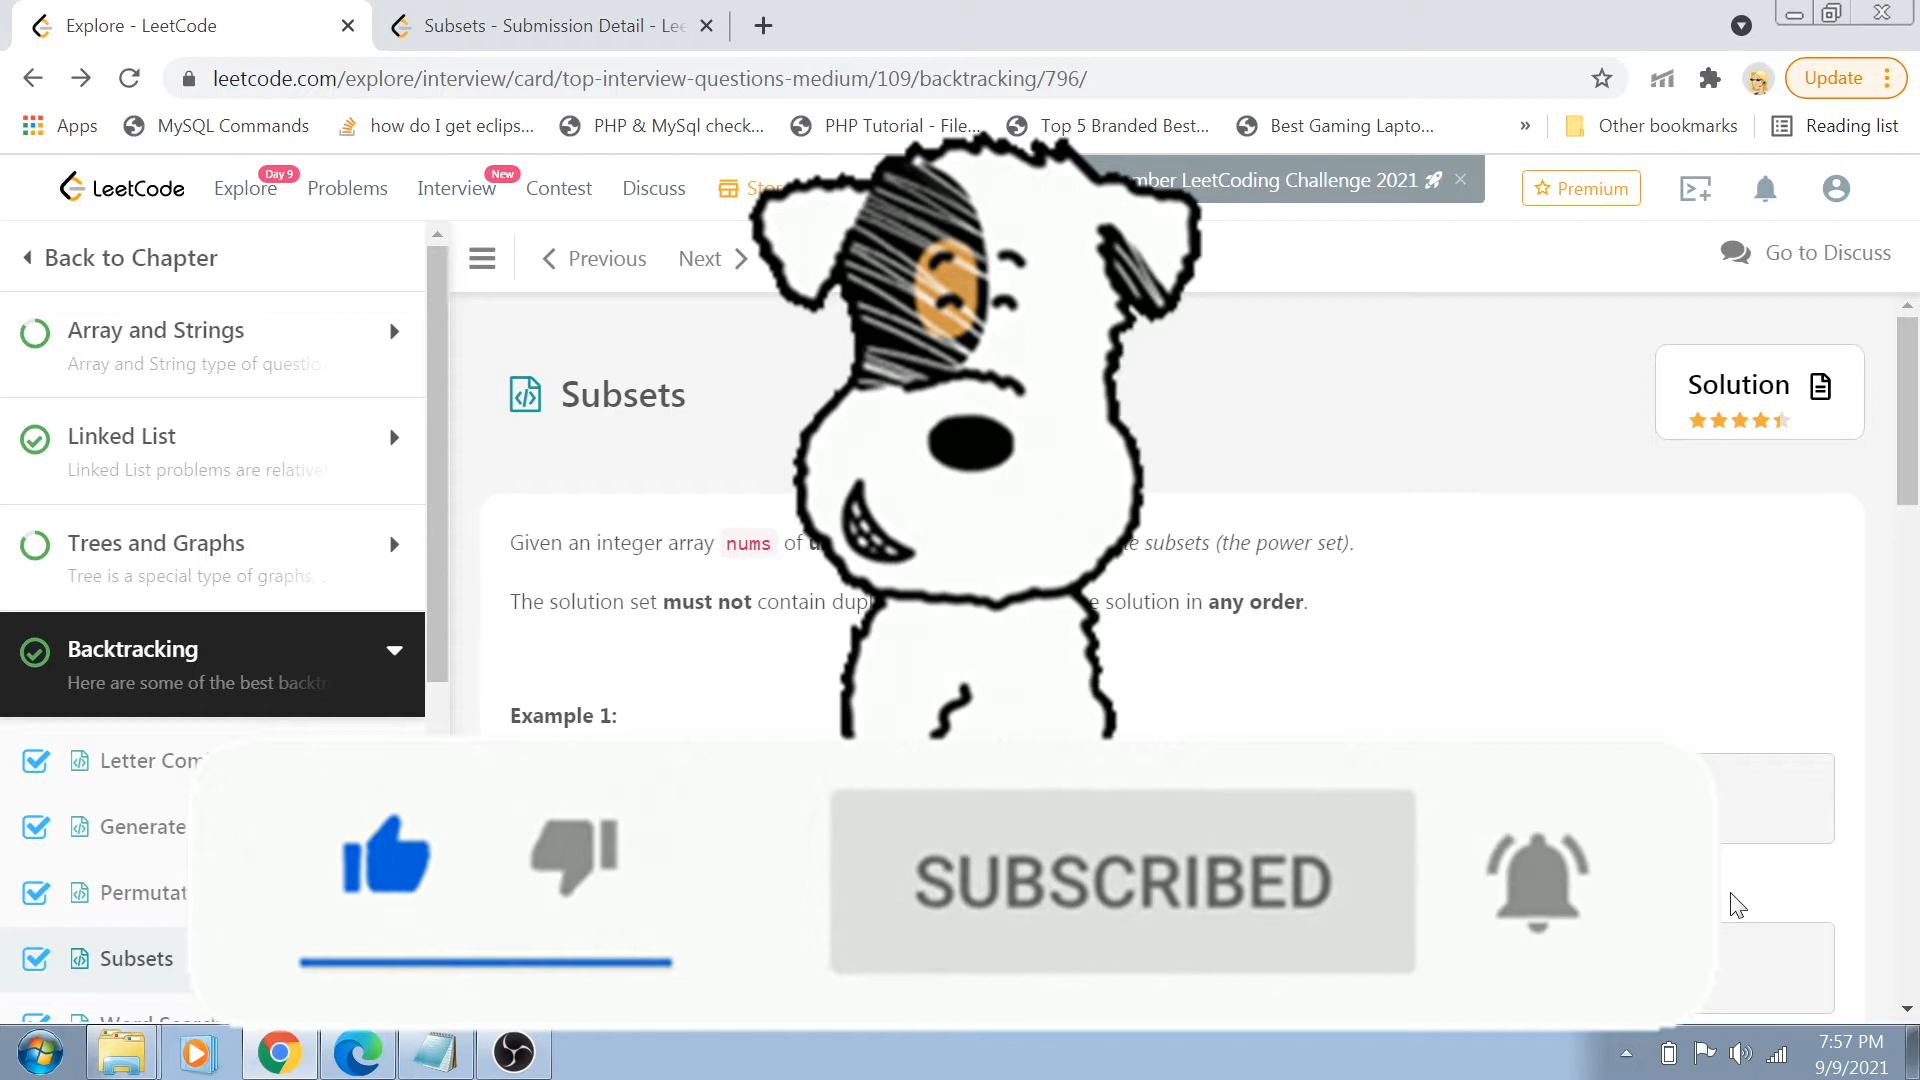 Explore - LeetCode
Subsets - Submission Detail - Lee
leetcode.com/explore/interview/card/top-interview-questions-medium/109/backtracking/796/
Update
Apps
MySQL Commands
how do I get eclips...
PHP & MySql check...
PHP Tutorial - File...
Top 5 Branded Best...
Best Gaming Lapto...
»
Other bookmarks
Reading list
LeetCode
Explore
Day 9
Problems
Interview
New
Contest
Discuss
mber LeetCoding Challenge 2021
Premium
Back to Chapter
Previous
Next
Go to Discuss
Array and Strings
Array and String type of questio
Linked List
Linked List problems are relative
Trees and Graphs
Tree is a special type of graphs,
Backtracking
Here are some of the best backtr
Letter Com
Generate
Permutat
Subsets
Word Search
Subsets
Solution
Given an integer array nums of u e subsets (the power set).
The solution set must not contain dupl e solution in any order.
Example 1:
SUBSCRIBED
7:57 PM
9/9/2021